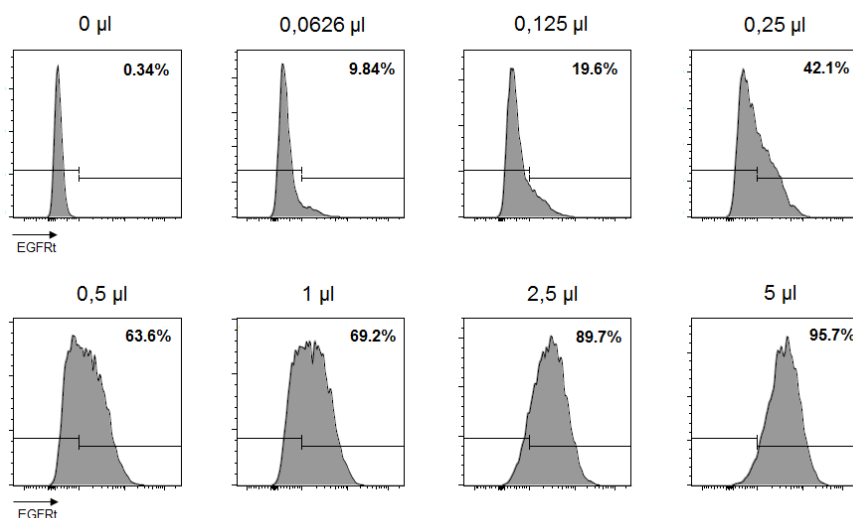 0 µl
0,0626 µl
0,125 µl
0,25 µl
0.34%
9.84%
19.6%
42.1%
EGFRt
0,5 µl
1 µl
2,5 µl
5 µl
63.6%
69.2%
89.7%
95.7%
EGFRt